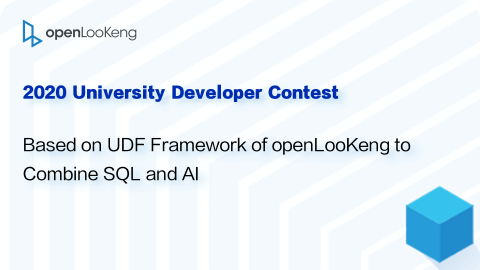 openLooKeng
2020 University Developer Contest
Based on UDF Framework of openLooKeng to
Combine SQL and AI